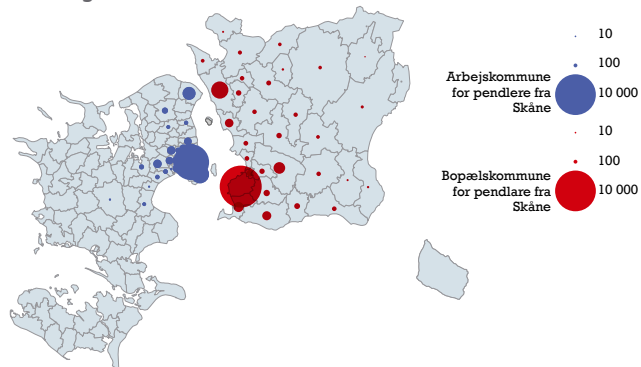 10
100
Arbejskommune
for pendlere fra
Skåne
10 000
10
100
Bopælskommune
for pendlare fra
Skåne
10 000